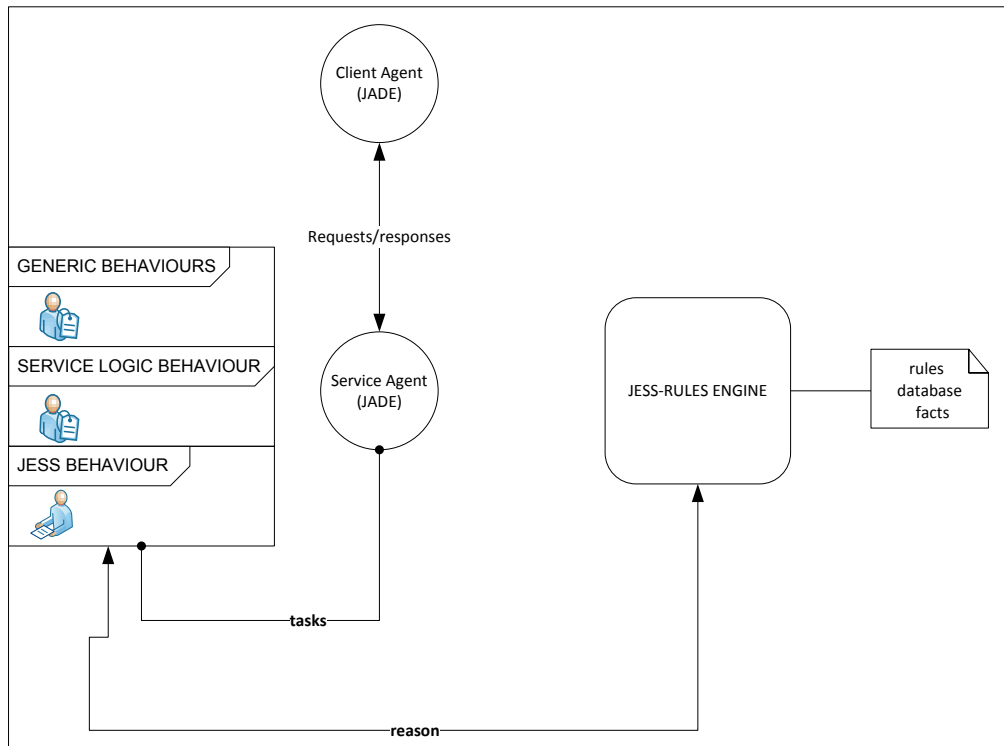 Client Agent
(JADE)
Requests/responses
GENERIC BEHAVIOURS
SERVICE LOGIC BEHAVIOUR
JESS BEHAVIOUR
Service Agent
(JADE)
JESS-RULES ENGINE
rules
database
facts
tasks
reason